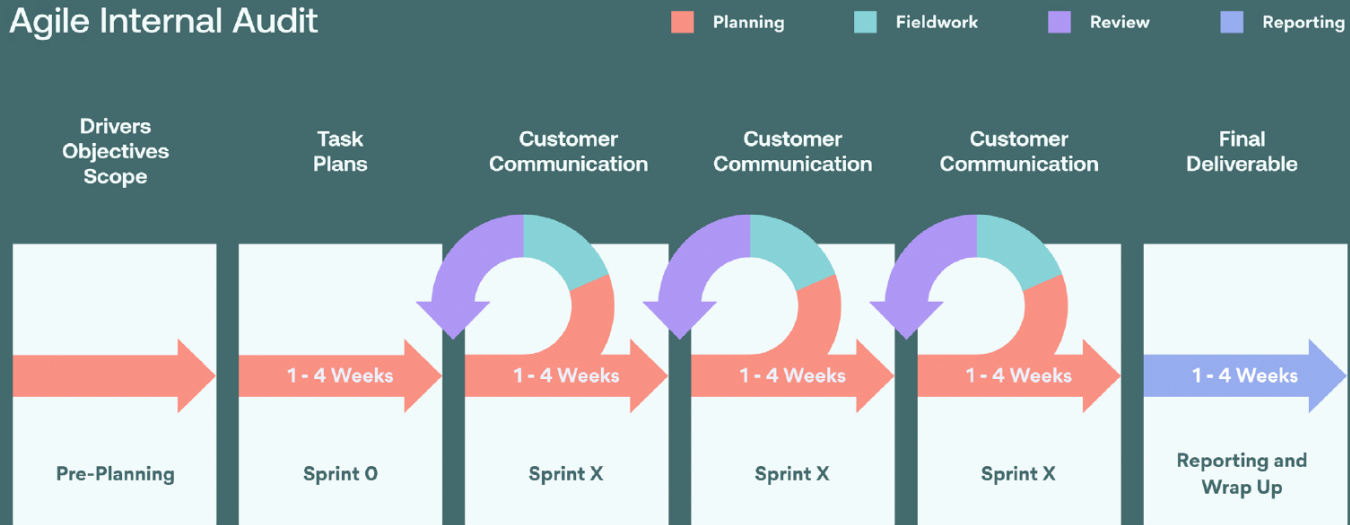 Agile Internal Audit
Planning
Fieldwork
Review
Reporting
Drivers
Objectives
Scope
Task
Plans
Customer
Communication
Customer
Communication
Customer
Communication
Final
Deliverable
1 - 4 Weeks
1 - 4 Weeks
1 - 4 Weeks
1 - 4 Weeks
1 - 4 Weeks
Pre-Planning
Sprint 0
Sprint X
Sprint X
Sprint X
Reporting and
Wrap Up